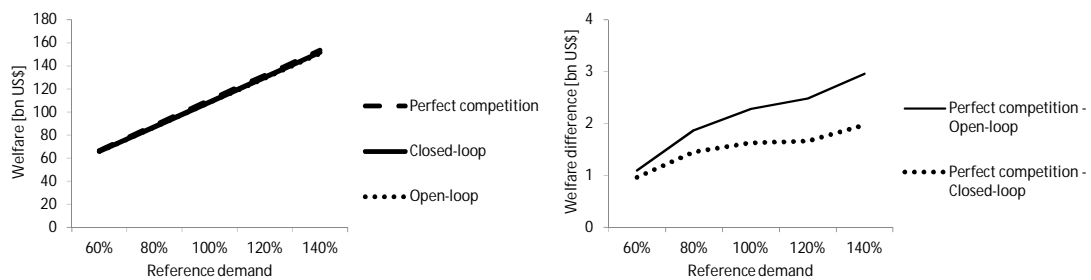 Welfare [bn US$]
180
160
140
120
100
80
60
40
20
0
60%
80%
100%
120%
140%
Reference demand
Perfect competition
Closed-loop
Open-loop
Welfare difference [bn US$]
4
3
2
1
0
60%
80%
100%
120%
140%
Reference demand
Perfect competition -
Open-loop
Perfect competition -
Closed-loop